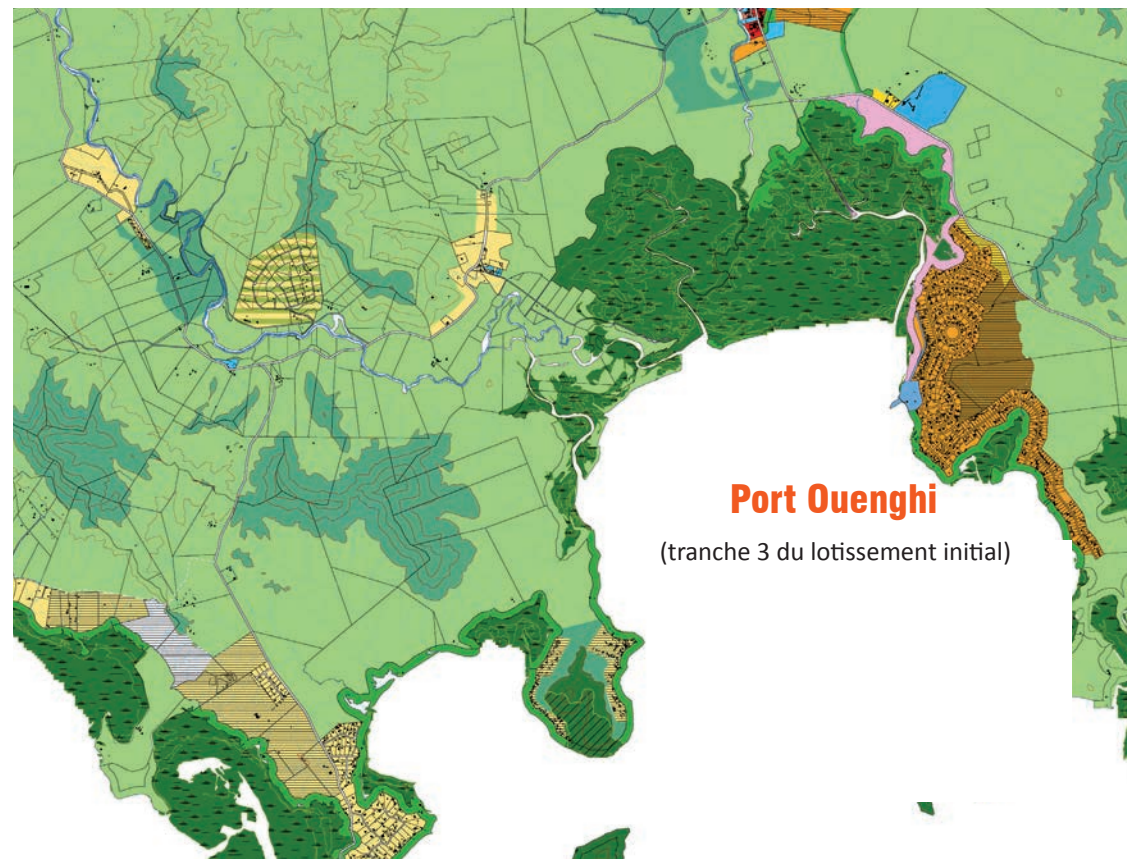 Port Ouenghi
(tranche 3 du lotissement initial)